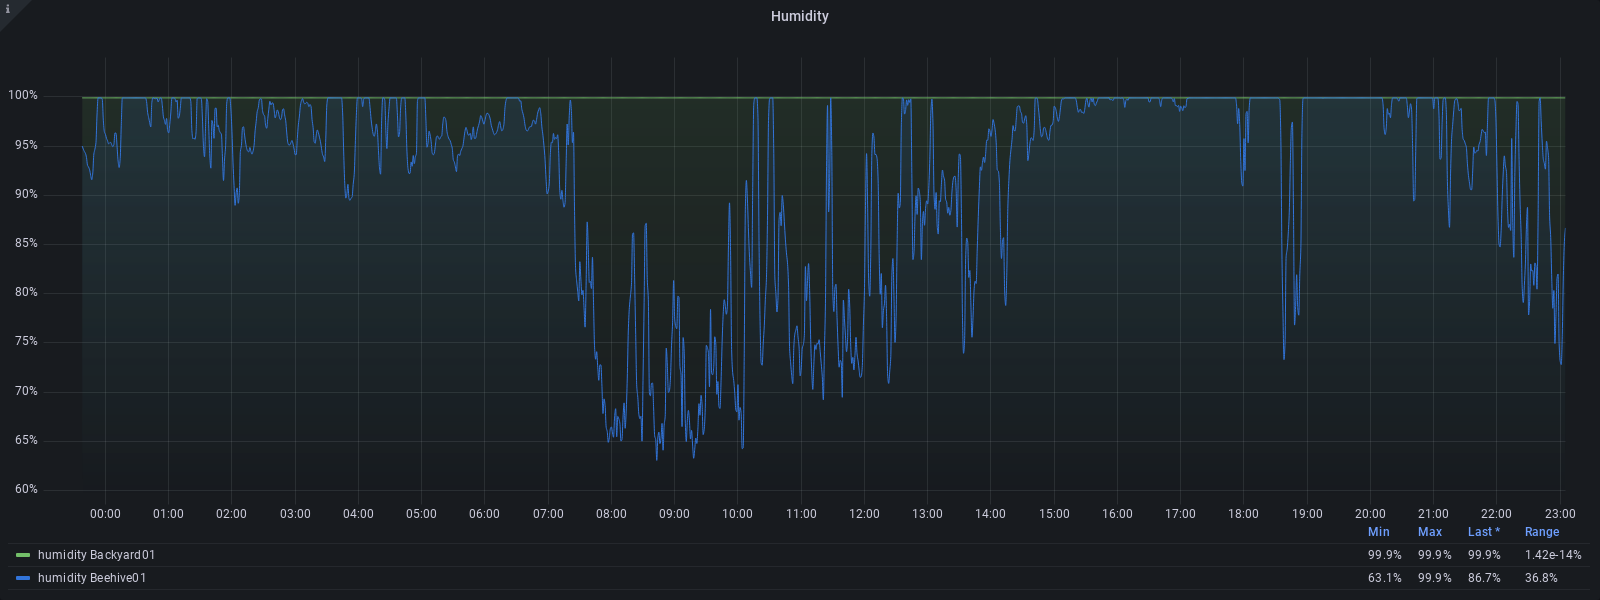 i
Humidity
100%
95%
90%
85%
80%
75%
70%
65%
60%
00:00 01:00 02:00 03:00 04:00 05:00 06:00 07:00 08:00 09:00 10:00 11:00 12:00 13:00 14:00 15:00 16:00 17:00 18:00 19:00 20:00 21:00 22:00 23:00
Min Max Last * Range
humidity Backyard01 99.9% 99.9% 99.9% 1.42e-14%
humidity Beehive01 63.1% 99.9% 86.7% 36.8%